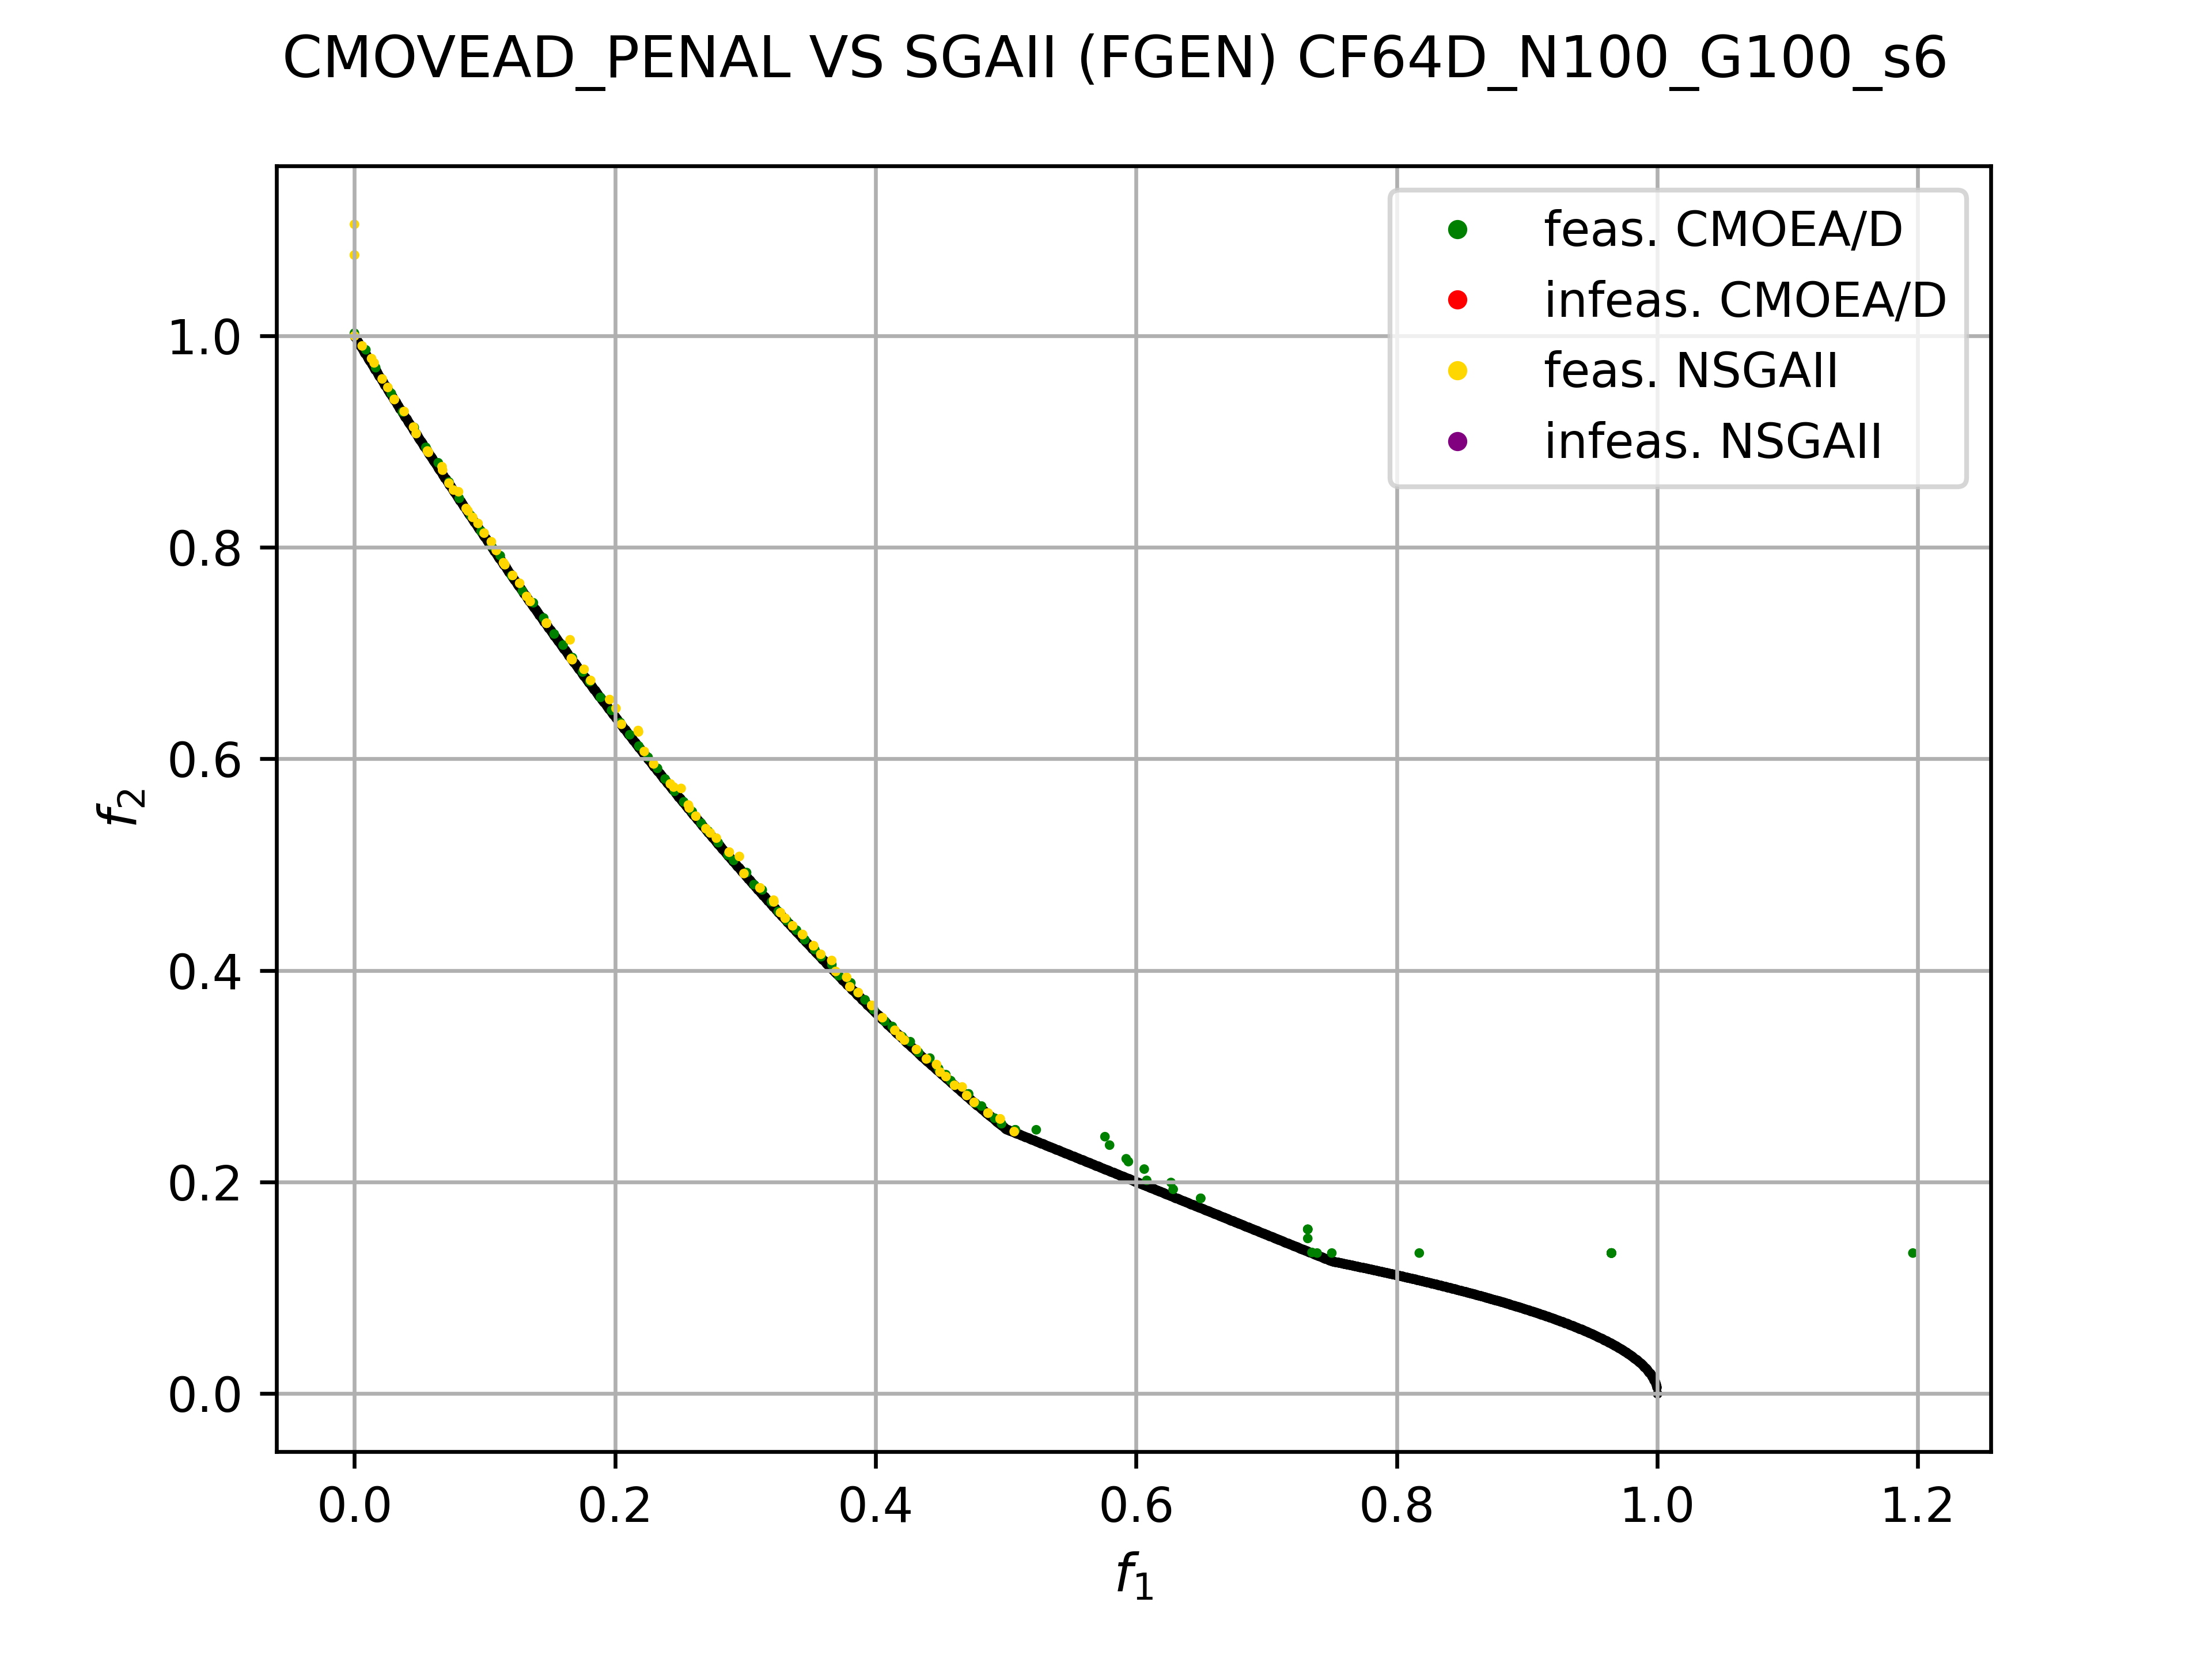 CMOVEAD_PENAL VS SGAII (FGEN) CF64D_N100_G100_s6
feas. CMOEA/D
infeas. CMOEA/D
feas. NSGAII
infeas. NSGAII
1.0
0.8
0.6
0.4
0.2
0.0
f2
0.0 0.2 0.4 0.6 0.8 1.0 1.2
f1